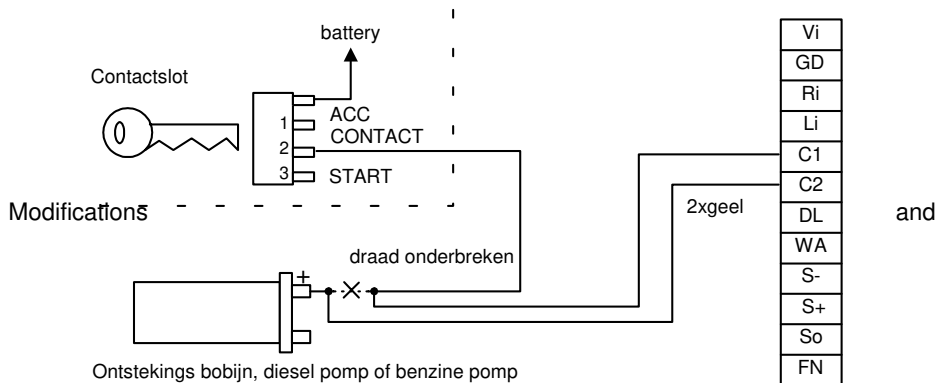 battery
Contactslot
1 ACC
CONTACT
2
3 START
Modifications and
2xgeel
draad onderbreken
+
Ontstekings bobijn, diesel pomp of benzine pomp
Vi
GD
Ri
Li
C1
C2
DL
WA
S-
S+
So
FN